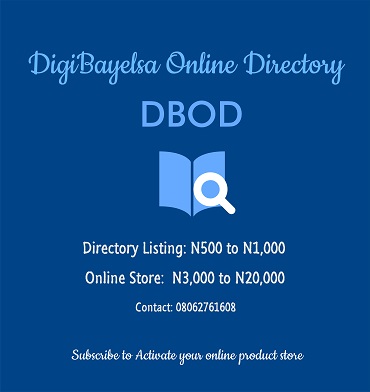 DigiBayelsa Online Directory
DBOD
Directory Listing: N500 to N1,000
Online Store: N3,000 to N20,000
Contact: 08062761608
Subscribe to Activate your online product store